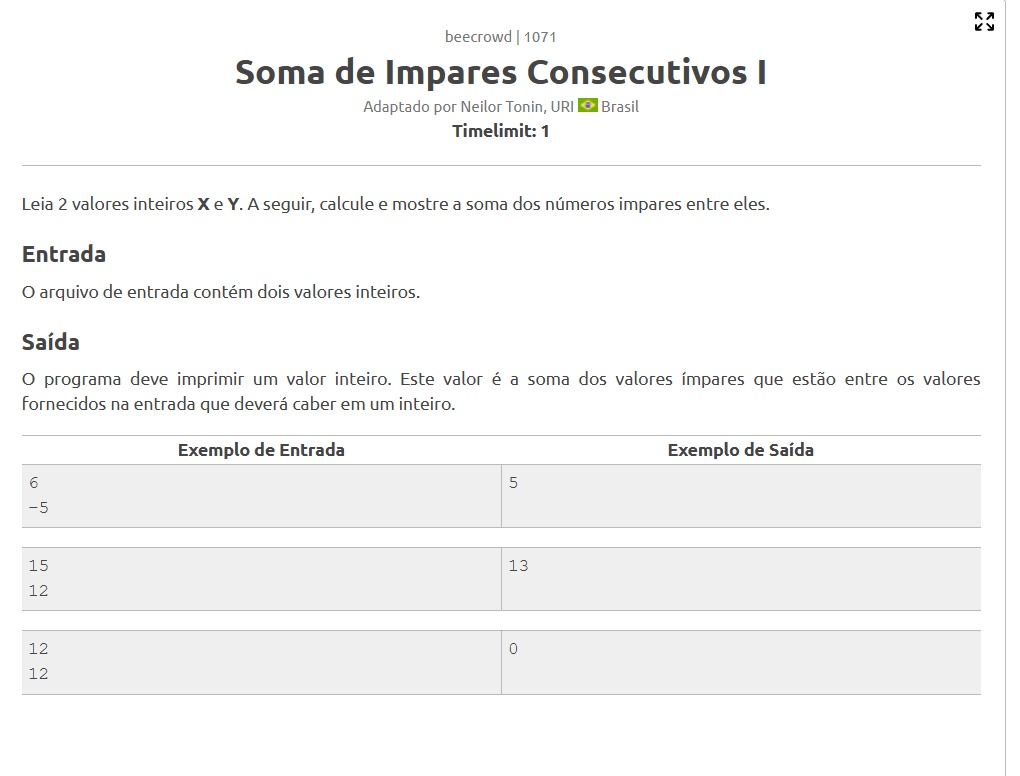 beecrowd | 1071
Soma de Impares Consecutivos I
Adaptado por Neilor Tonin, URI Brasil
Timelimit: 1
Leia 2 valores inteiros X e Y. A seguir, calcule e mostre a soma dos números impares entre eles.
Entrada
O arquivo de entrada contém dois valores inteiros.
Saída
O programa deve imprimir um valor inteiro. Este valor é a soma dos valores ímpares que estão entre os valores
fornecidos na entrada que deverá caber em um inteiro.
Exemplo de Entrada Exemplo de Saída
6 5
-5
15 13
12
12 0
12